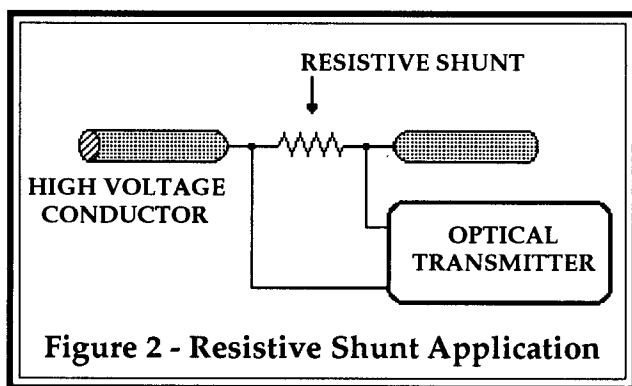 RESISTIVE SHUNT
HIGH VOLTAGE
CONDUCTOR
OPTICAL
TRANSMITTER
Figure 2 - Resistive Shunt Application